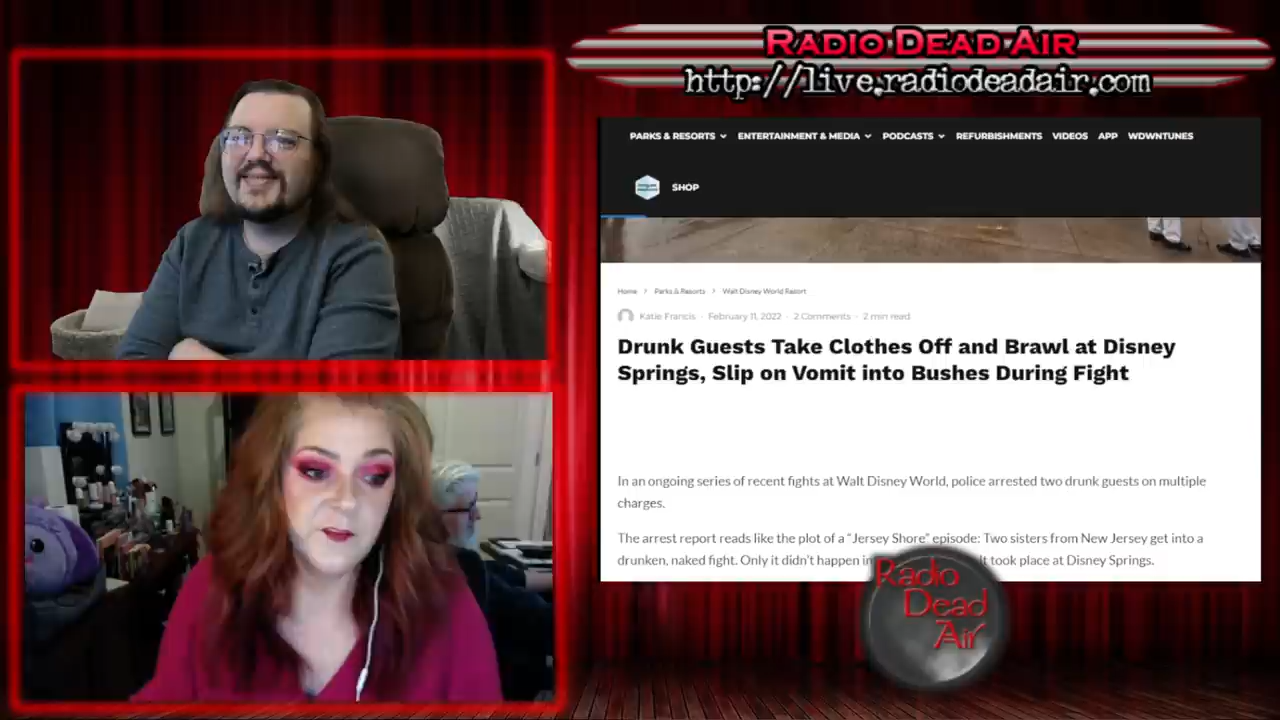 RADIO DEAD AIR
http://live.radiodeadair.com
PARKS & RESORTS ENTERTAINMENT & MEDIA PODCASTS REFURBISHMENTS VIDEOS APP WDWNTUNES
SHOP
Home > Parks & Resorts > Walt Disney World Resort
Katie Francis - February 11, 2022 - 2 Comments - 2 min read
Drunk Guests Take Clothes Off and Brawl at Disney
Springs, Slip on Vomit into Bushes During Fight
In an ongoing series of recent fights at Walt Disney World, police arrested two drunk guests on multiple
charges.
The arrest report reads like the plot of a “Jersey Shore” episode: Two sisters from New Jersey get into a
drunken, naked fight. Only it didn’t happen in It took place at Disney Springs.
Radio
Dead
Air